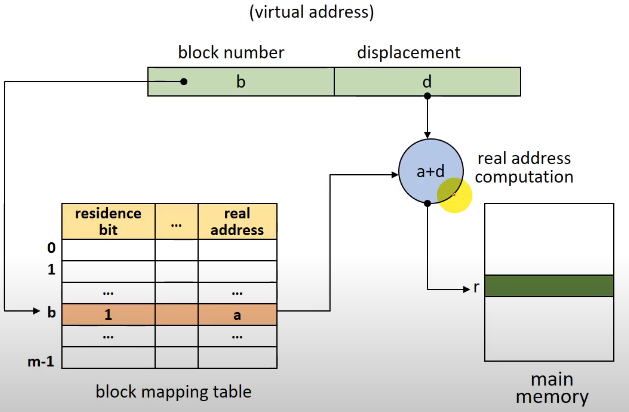 (virtual address)
block number displacement
b d
a+d
real address
computation
residence
bit
...
real
address
0
1
... ...
b 1 a
... ...
m-1
r
block mapping table
main
memory